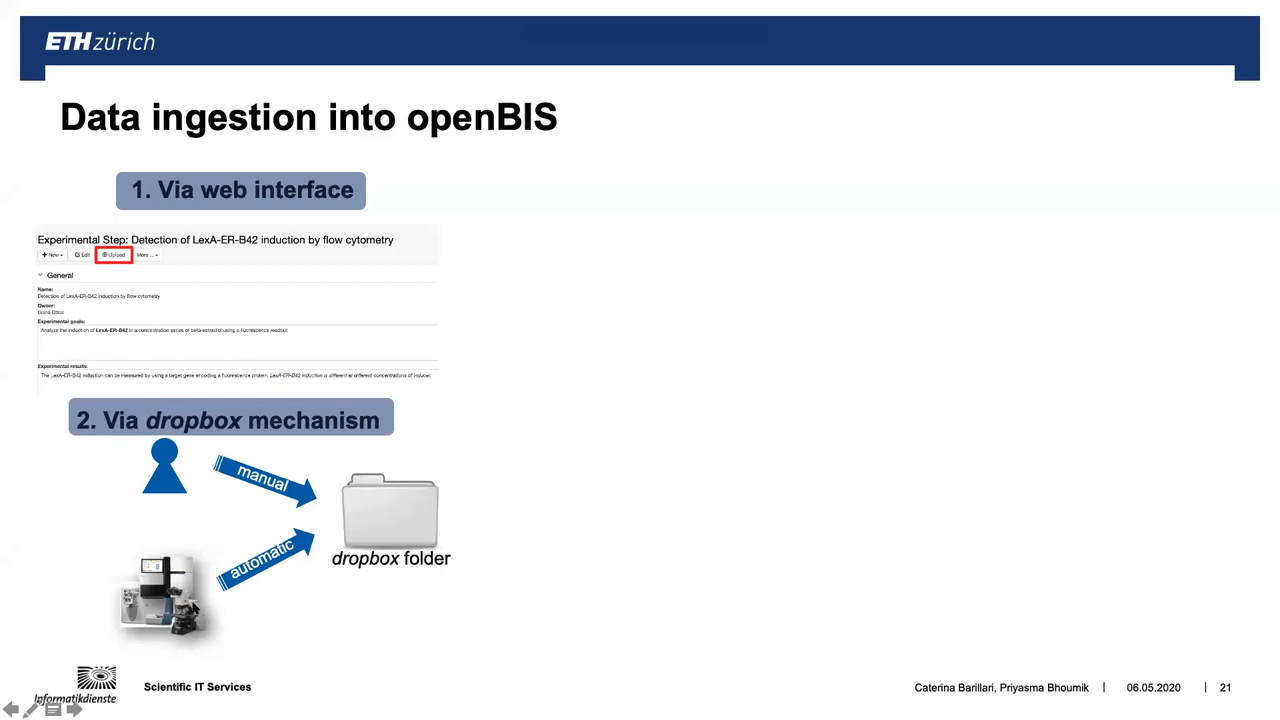 ETH zürich
Data ingestion into openBIS
1. Via web interface
Experimental Step: Detection of LexA-ER-B42 induction by flow cytometry
New Edit Upload More ...
General
Name:
Detection of LexA-ER-B42 induction by flow cytometry
Owner:
Diana Ottoz
Experimental goals:
Analyze the induction of LexA-ER-B42 in a concentration series of beta-estradiol using a fluorescence readout
Experimental results:
The LexA-ER-B42 induction can be measured by using a target gene encoding a fluorescence protein. LexA-ER-B42 induction is different at different concentrations of inducer.
2. Via dropbox mechanism
manual
automatic
dropbox folder
Informatikdienste
Scientific IT Services
Caterina Barillari, Priyasma Bhoumik | 06.05.2020 | 21